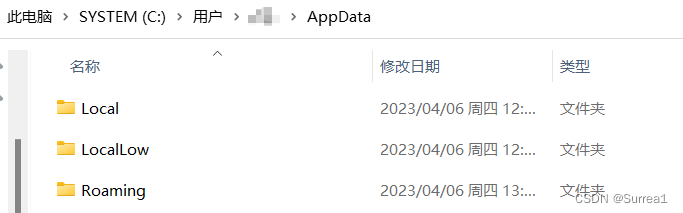 此电脑 > SYSTEM (C:) > 用户 > > AppData
名称 修改日期 类型
Local 2023/04/06 周四 12:... 文件夹
LocalLow 2023/04/06 周四 12:... 文件夹
Roaming 2023/04/06 周四 13:... 文件夹
CSDN @Surrea1